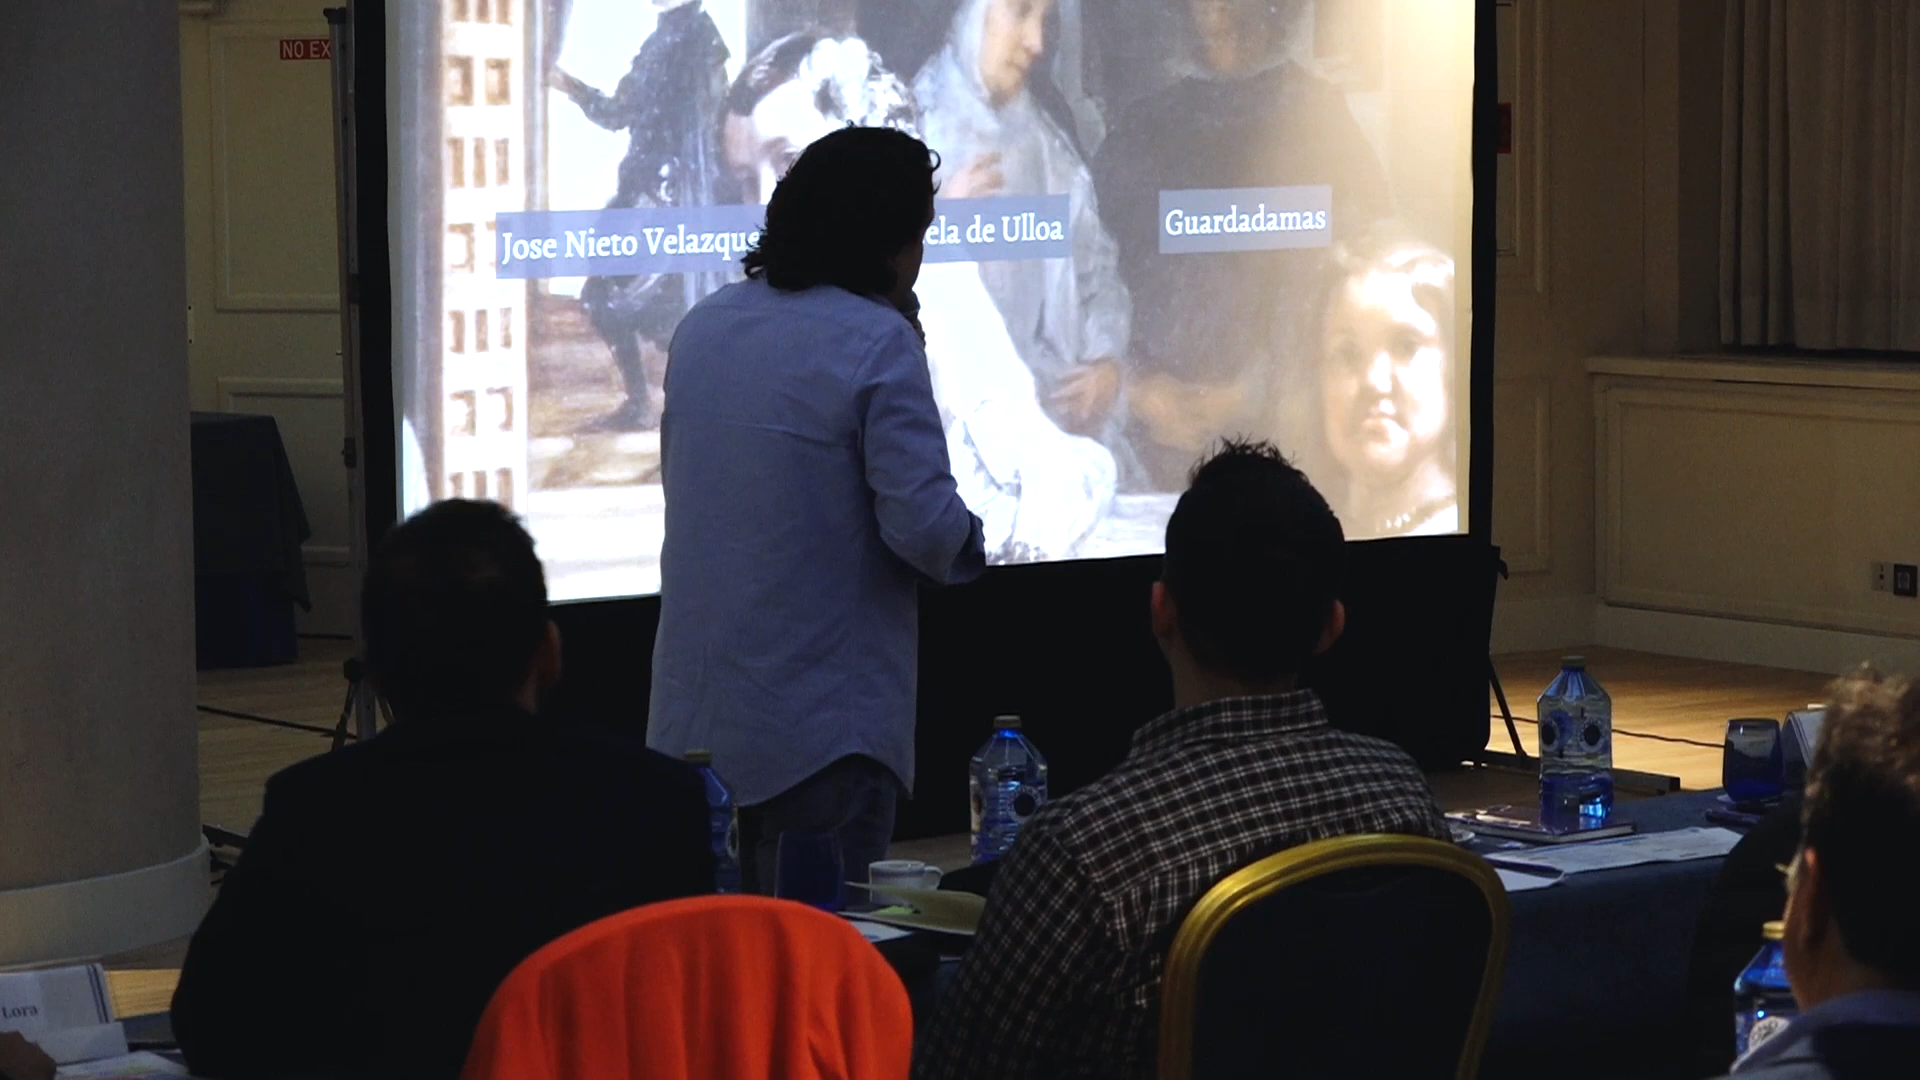 NO EX
Jose Nieto Velazque
ela de Ulloa
Guardadamas
Lora